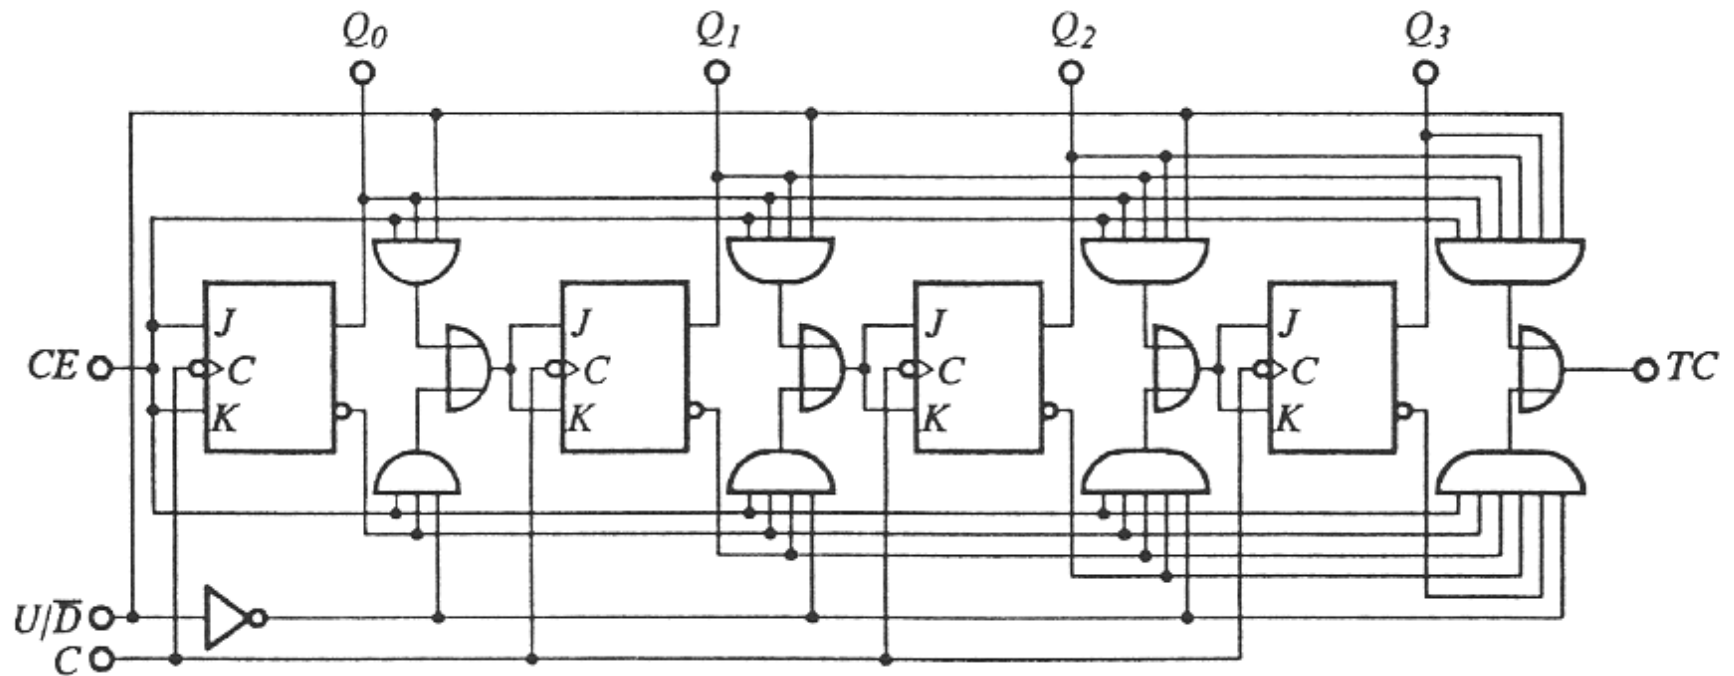 Q0 Q1 Q2 Q3
J J J J
CE C C C C TC
K K K K
U/D̅
C